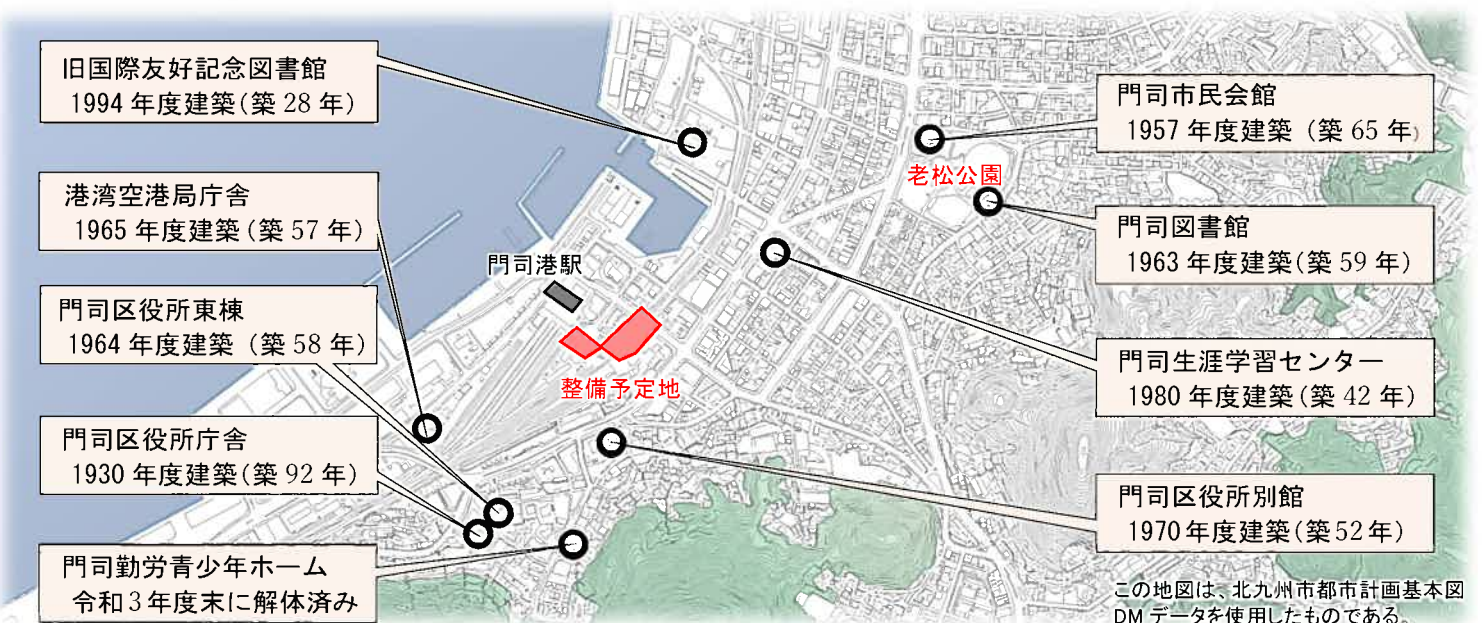 旧国際友好記念図書館
1994 年度建築(築 28 年)
港湾空港局庁舎
1965 年度建築(築 57 年)
門司区役所東棟
1964 年度建築 (築 58 年)
門司区役所庁舎
1930 年度建築(築 92 年)
門司勤労青少年ホーム
令和3年度末に解体済み
門司港駅
整備予定地
老松公園
門司市民会館
1957 年度建築 (築 65 年)
門司図書館
1963 年度建築(築 59 年)
門司生涯学習センター
1980 年度建築(築 42 年)
門司区役所別館
1970年度建築(築52年)
この地図は、北九州市都市計画基本図
DM データを使用したものである。